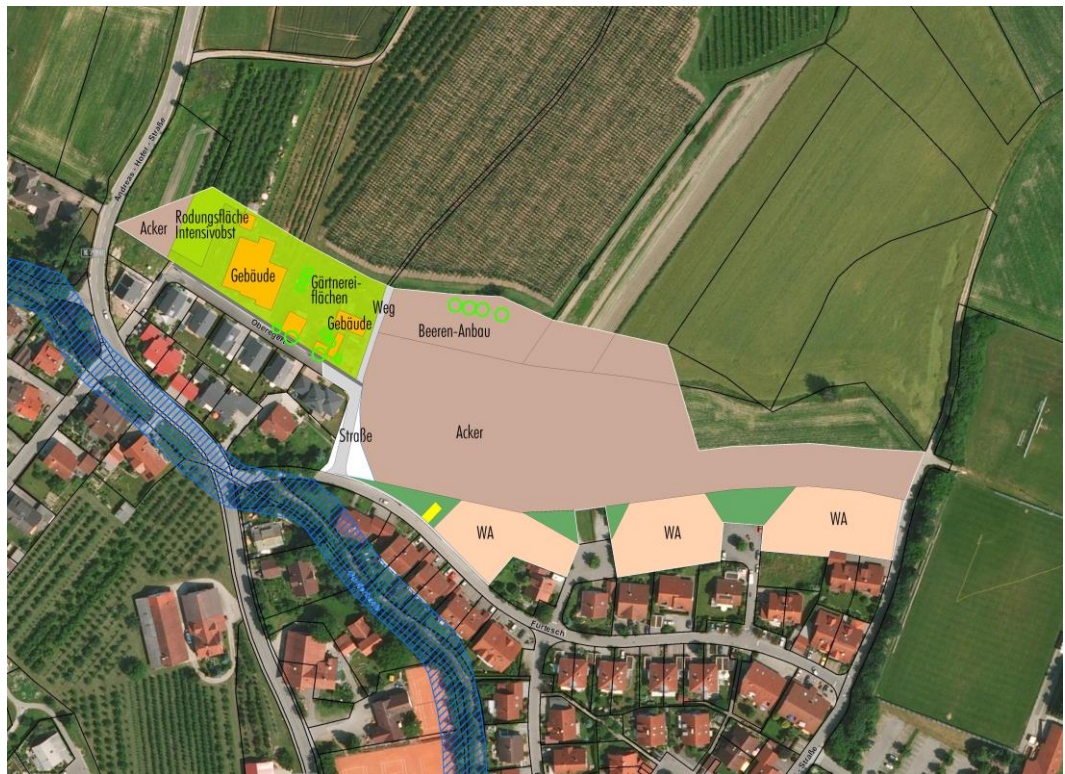 Andreas - Hofer - Straße
Acker
Rodungsfläche
Intensivobst
Gebäude
Gärtnerei-
flächen
Gebäude
Weg
Beeren-Anbau
Straße
Acker
WA
WA
WA
Furtesch
Straße